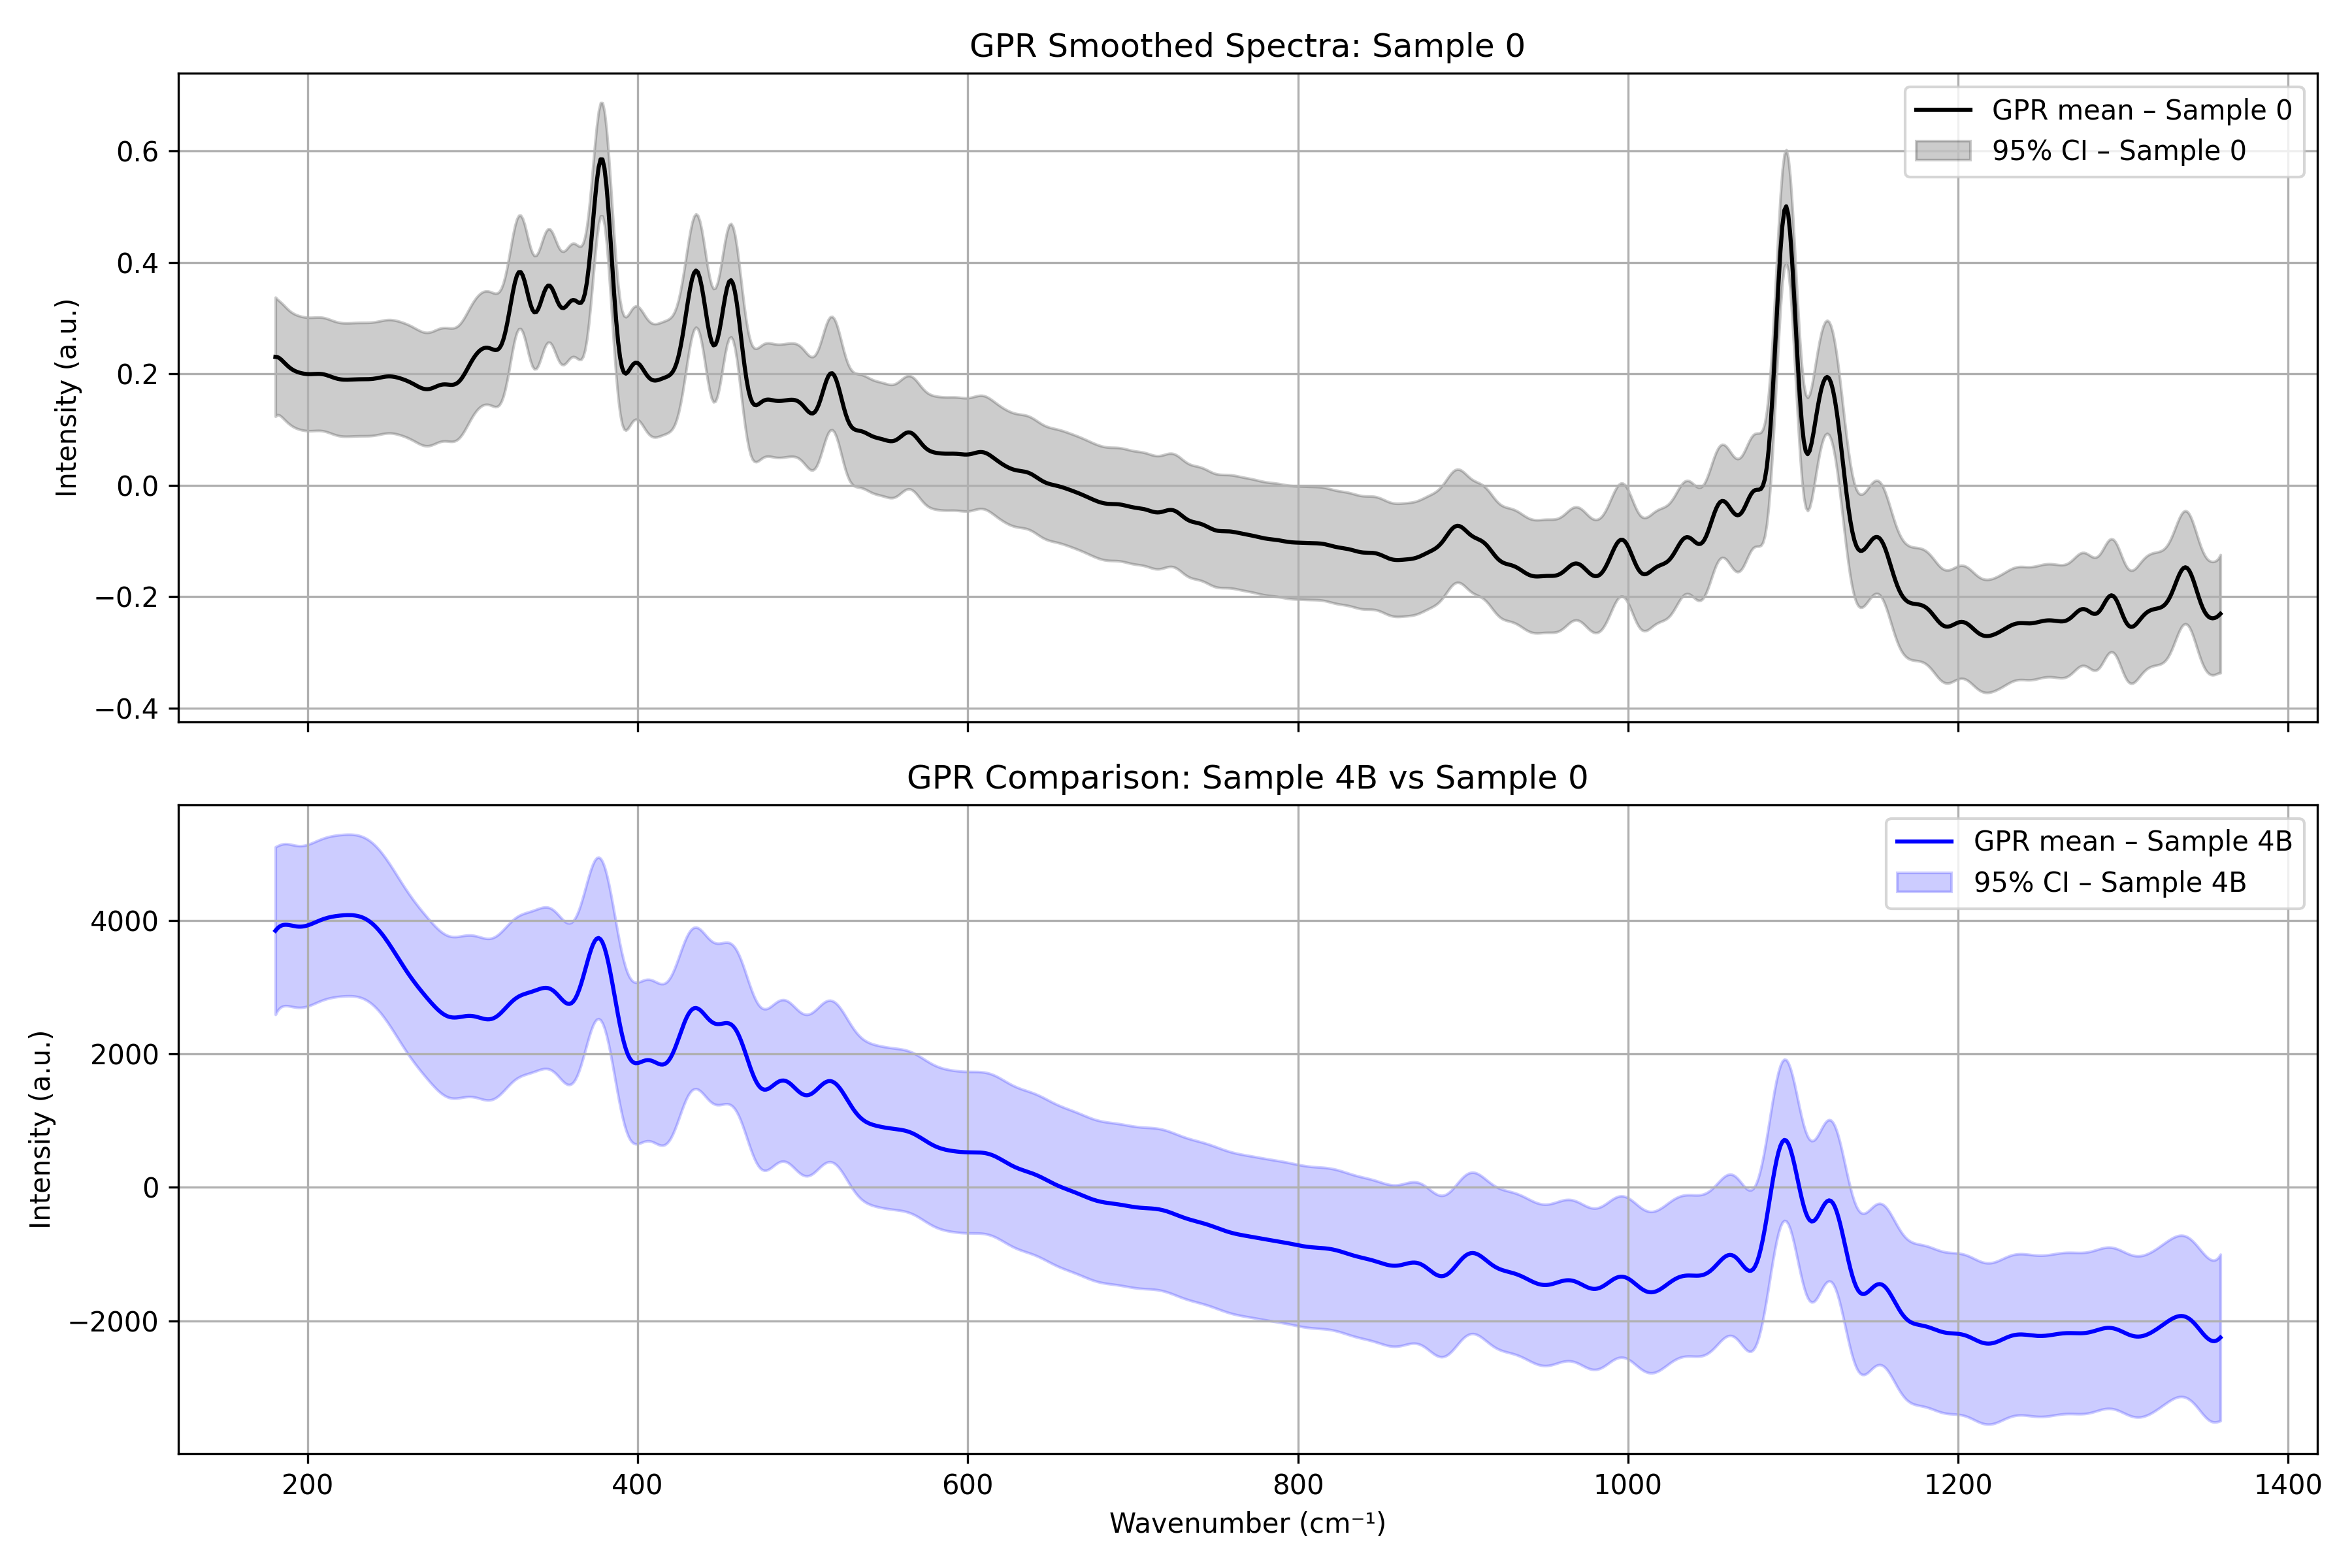 GPR Smoothed Spectra: Sample 0
GPR mean – Sample 0
95% CI – Sample 0
Intensity (a.u.)
0.6
0.4
0.2
0.0
−0.2
−0.4
GPR Comparison: Sample 4B vs Sample 0
GPR mean – Sample 4B
95% CI – Sample 4B
Intensity (a.u.)
4000
2000
0
−2000
200 400 600 800 1000 1200 1400
Wavenumber (cm⁻¹)